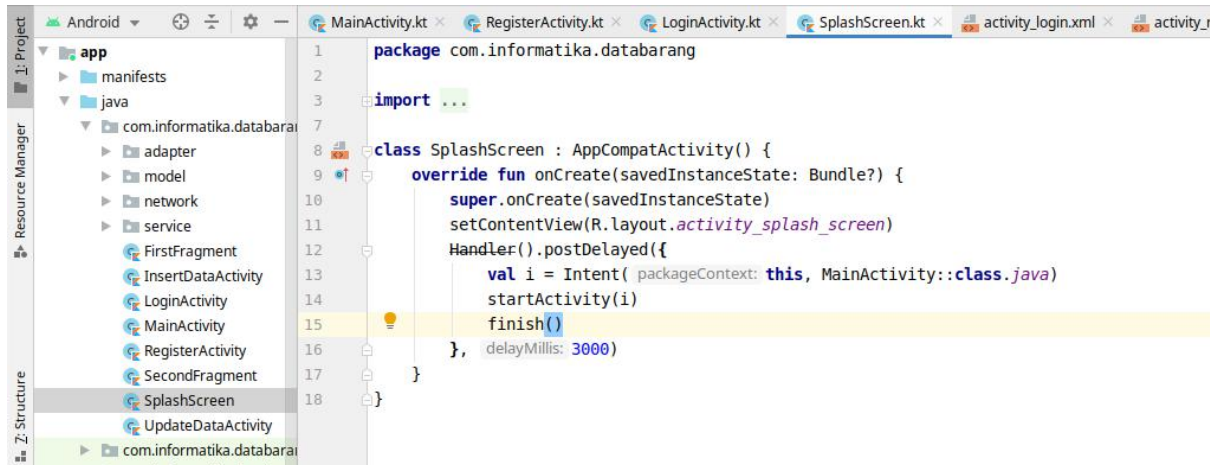 Android
MainActivity.kt
RegisterActivity.kt
LoginActivity.kt
SplashScreen.kt
activity_login.xml
1: Project
Resource Manager
Z: Structure
app
manifests
java
com.informatika.databarar
adapter
model
network
service
FirstFragment
InsertDataActivity
LoginActivity
MainActivity
RegisterActivity
SecondFragment
SplashScreen
UpdateDataActivity
com.informatika.databarar
1 package com.informatika.databarang
2
3 import ...
7
8 class SplashScreen : AppCompatActivity() {
9 override fun onCreate(savedInstanceState: Bundle?) {
10 super.onCreate(savedInstanceState)
11 setContentView(R.layout.activity_splash_screen)
12 Handler().postDelayed({
13 val i = Intent( packageContext: this, MainActivity::class.java)
14 startActivity(i)
15 finish()
16 }, delayMillis: 3000)
17 }
18 }